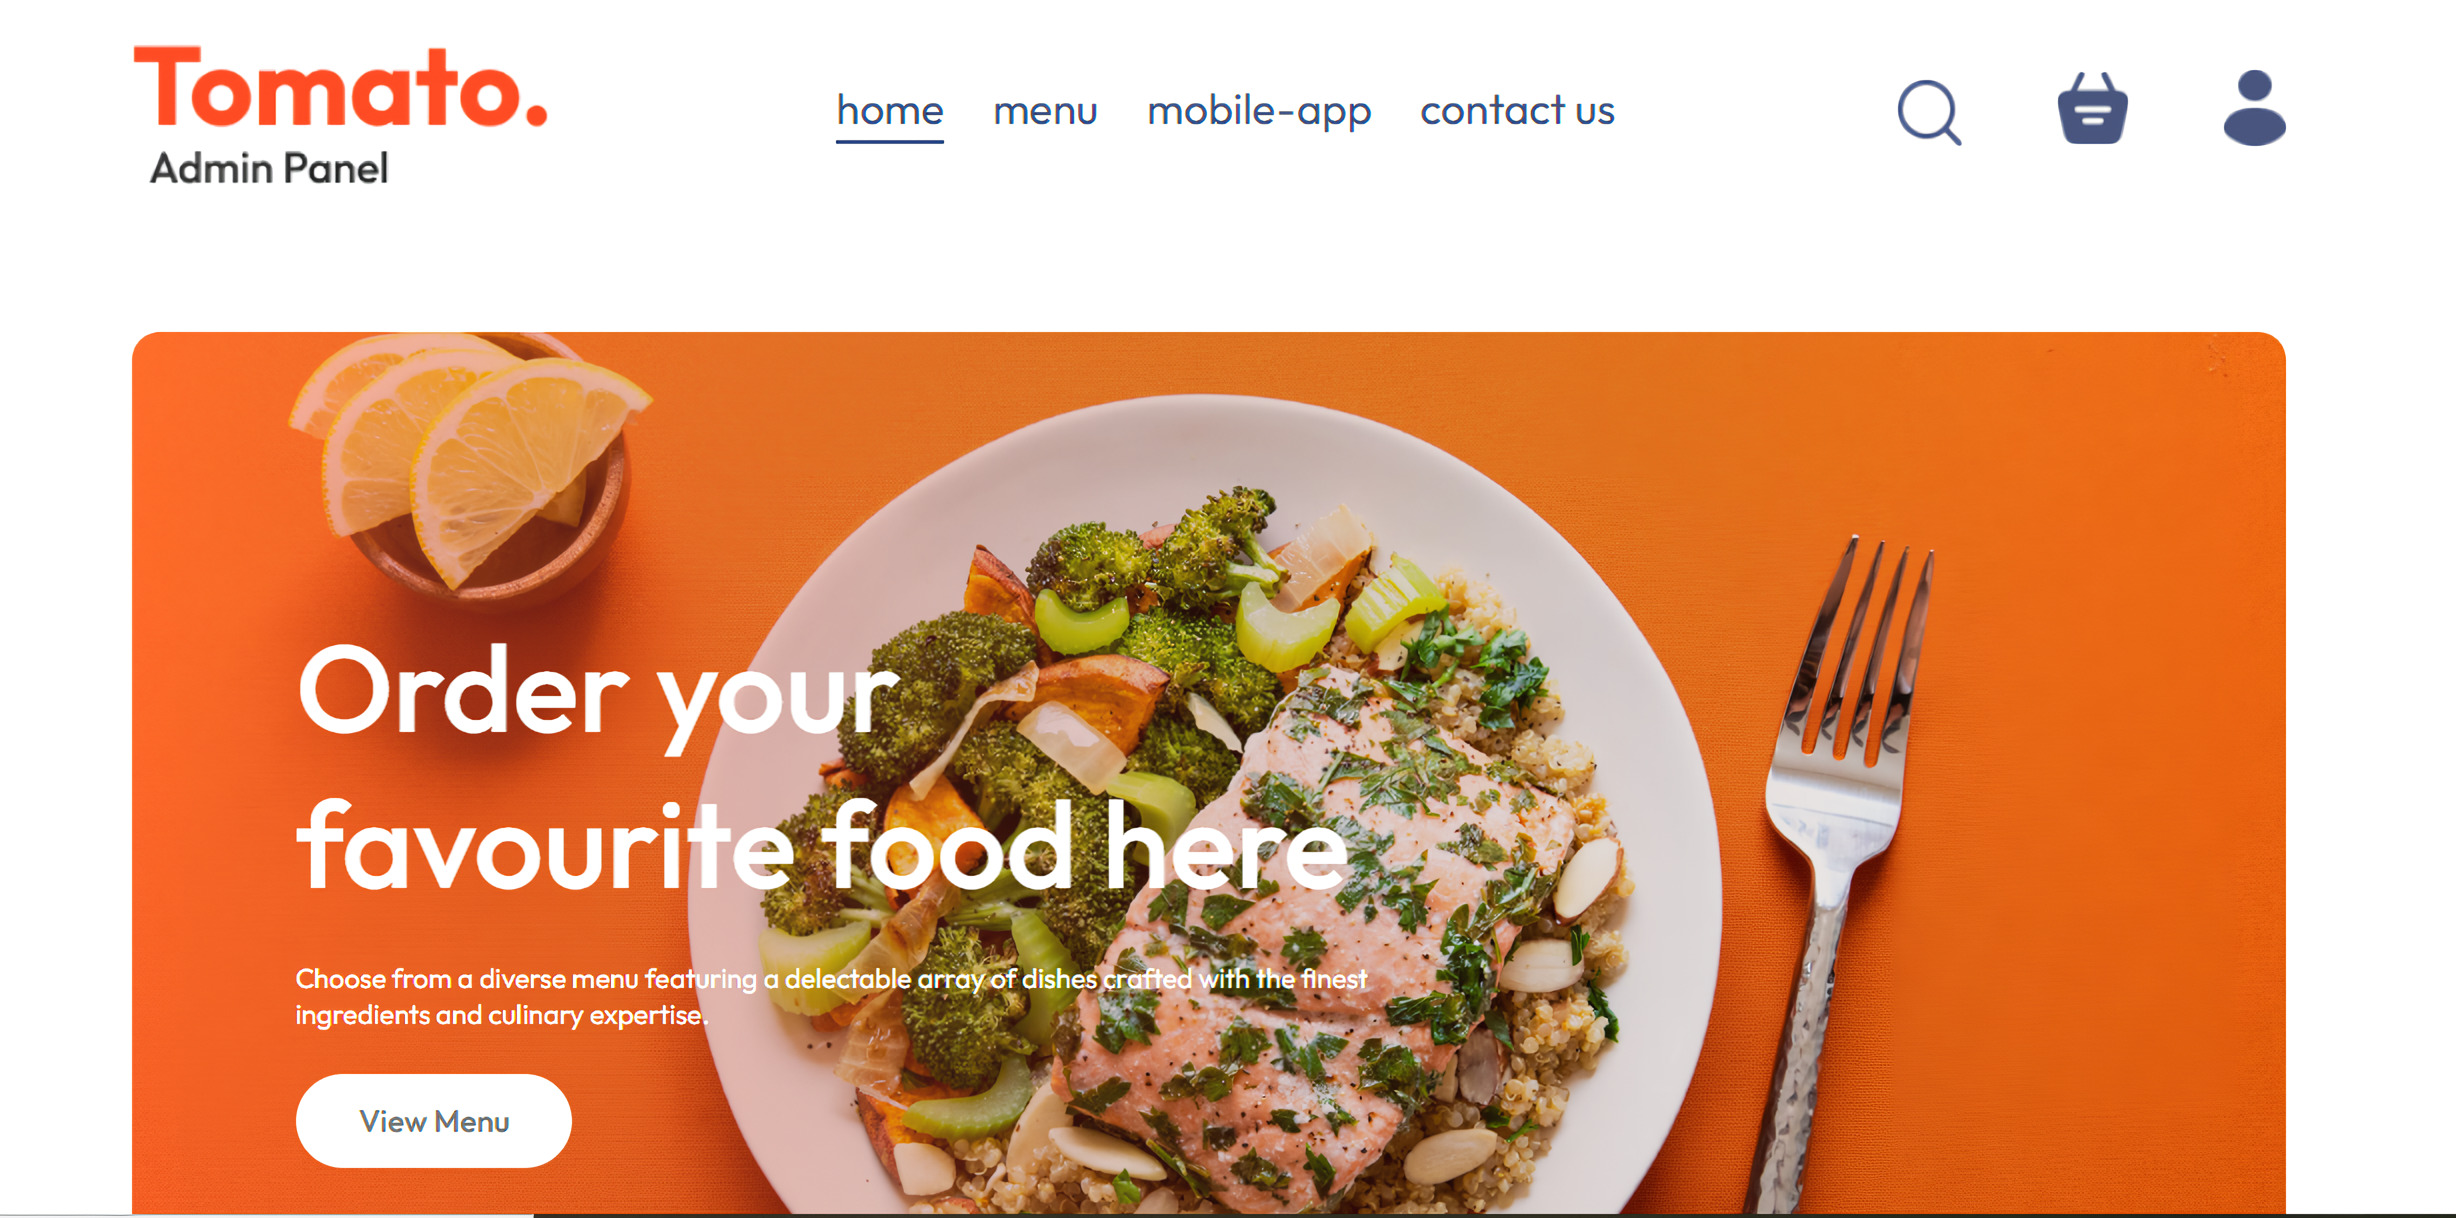 Tomato.
Admin Panel
home menu mobile-app contact us
Order your
favourite food here
Choose from a diverse menu featuring a delectable array of dishes crafted with the finest
ingredients and culinary expertise.
View Menu